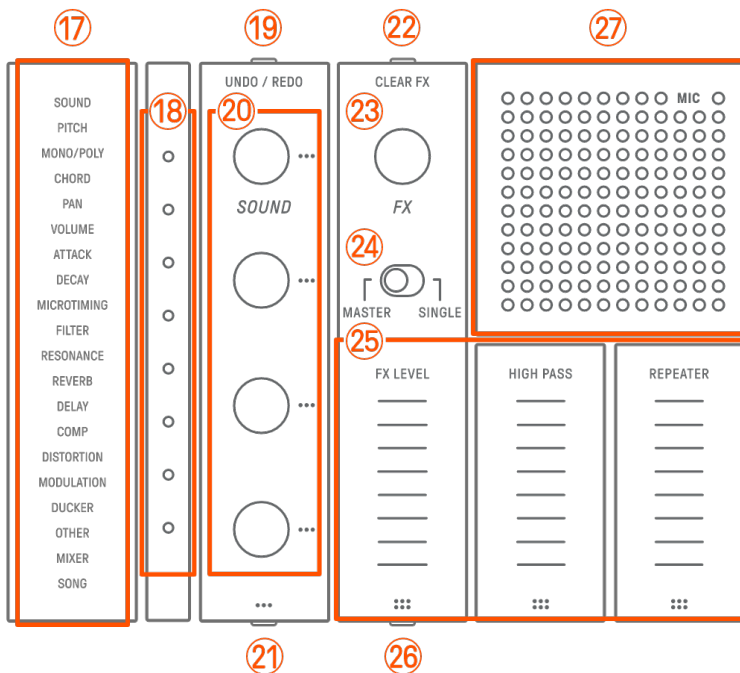 17
19
22
27
UNDO / REDO
CLEAR FX
SOUND
PITCH
MONO/POLY
CHORD
PAN
VOLUME
ATTACK
DECAY
MICROTIMING
FILTER
RESONANCE
REVERB
DELAY
COMP
DISTORTION
MODULATION
DUCKER
OTHER
MIXER
SONG
18
20
SOUND
23
FX
24
MASTER
SINGLE
MIC
25
FX LEVEL
HIGH PASS
REPEATER
21
26